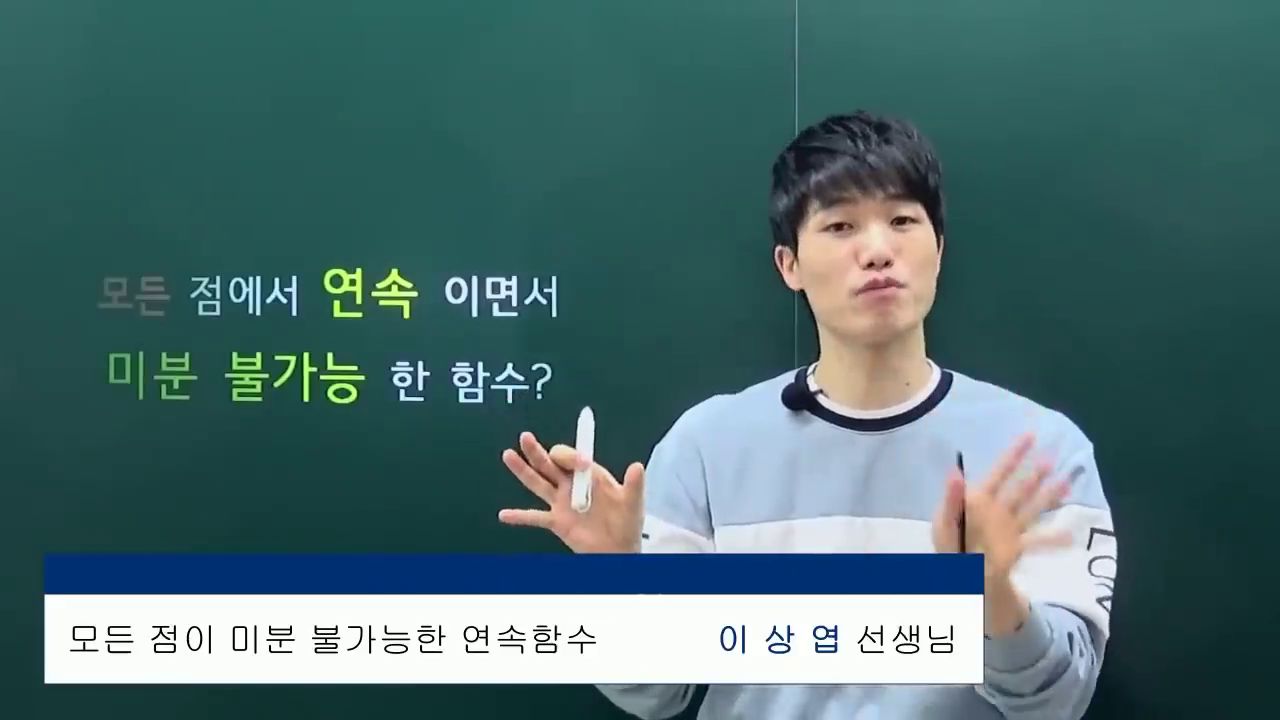 모든 점에서 연속 이면서
미분 불가능 한 함수?
모든 점이 미분 불가능한 연속함수
이 상 엽 선생님